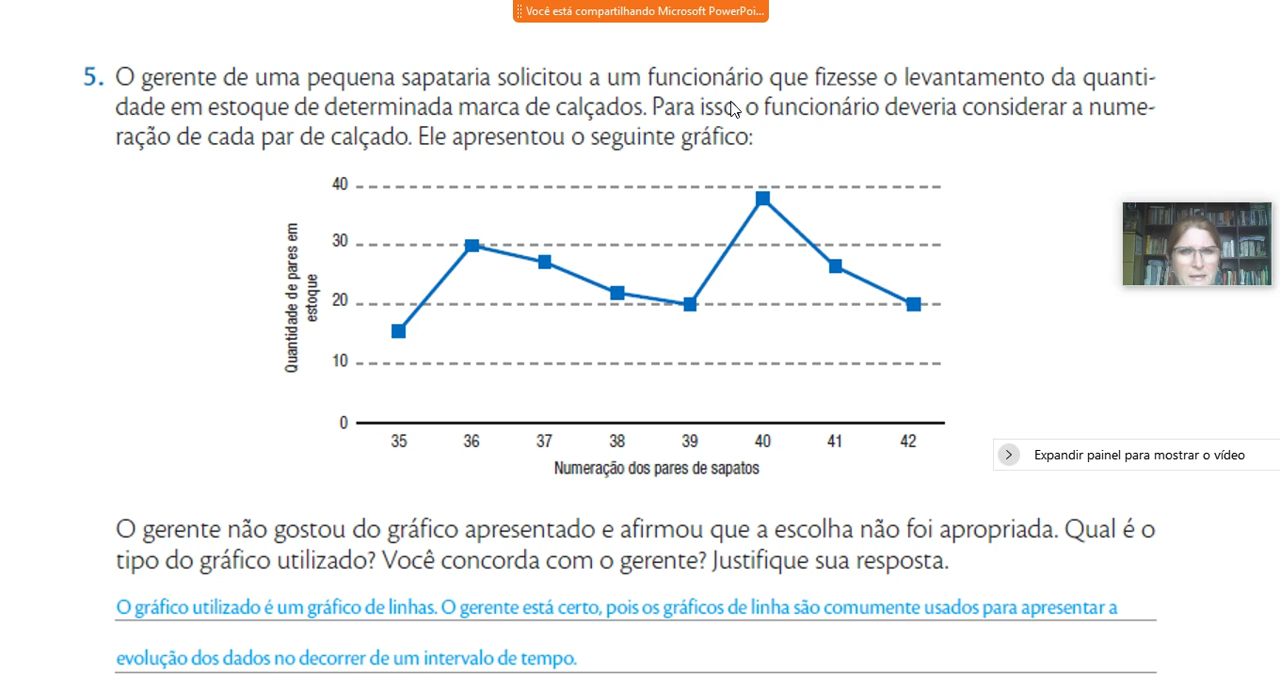 Você está compartilhando Microsoft PowerPoi...
5. O gerente de uma pequena sapataria solicitou a um funcionário que fizesse o levantamento da quanti-
dade em estoque de determinada marca de calçados. Para isso, o funcionário deveria considerar a nume-
ração de cada par de calçado. Ele apresentou o seguinte gráfico:
40
30
20
10
0
Quantidade de pares em
estoque
35 36 37 38 39 40 41 42
Numeração dos pares de sapatos
Expandir painel para mostrar o vídeo
O gerente não gostou do gráfico apresentado e afirmou que a escolha não foi apropriada. Qual é o
tipo do gráfico utilizado? Você concorda com o gerente? Justifique sua resposta.
O gráfico utilizado é um gráfico de linhas. O gerente está certo, pois os gráficos de linha são comumente usados para apresentar a
evolução dos dados no decorrer de um intervalo de tempo.